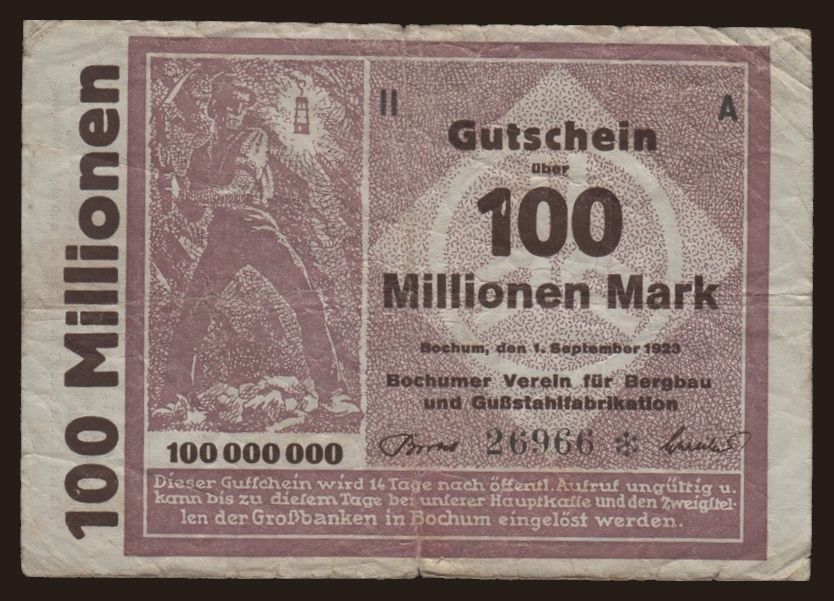 100 Millionen
II A
Gutschein
über
100
Millionen Mark
Bochum, den 1. September 1923
Bochumer Verein für Bergbau
und Gußstahlfabrikation
26966 *
100 000 000
Dieser Gutschein wird 14 Tage nach öffentl. Aufruf ungültig u.
kann bis zu diesem Tage bei unserer Hauptkasse und den Zweigstel-
len der Großbanken in Bochum eingelöst werden.